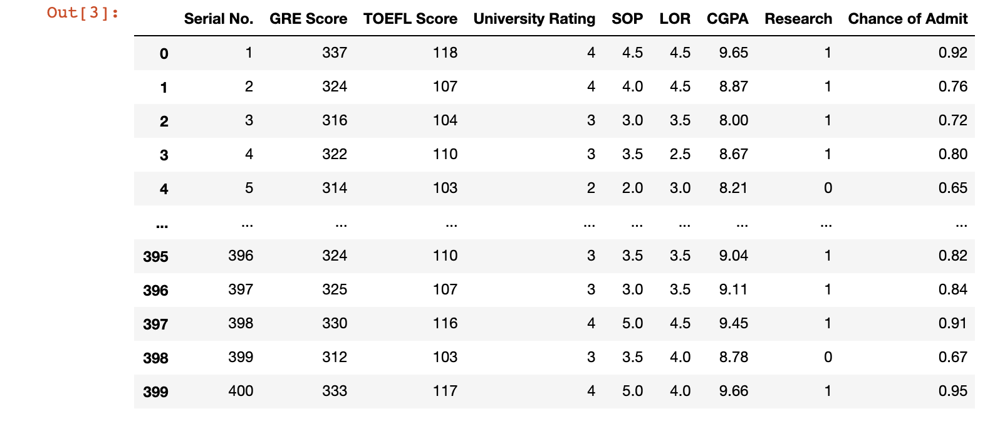 Out[3]:
Serial No. GRE Score TOEFL Score University Rating SOP LOR CGPA Research Chance of Admit
0 1 337 118 4 4.5 4.5 9.65 1 0.92
1 2 324 107 4 4.0 4.5 8.87 1 0.76
2 3 316 104 3 3.0 3.5 8.00 1 0.72
3 4 322 110 3 3.5 2.5 8.67 1 0.80
4 5 314 103 2 2.0 3.0 8.21 0 0.65
... ... ... ... ... ... ... ... ... ...
395 396 324 110 3 3.5 3.5 9.04 1 0.82
396 397 325 107 3 3.0 3.5 9.11 1 0.84
397 398 330 116 4 5.0 4.5 9.45 1 0.91
398 399 312 103 3 3.5 4.0 8.78 0 0.67
399 400 333 117 4 5.0 4.0 9.66 1 0.95